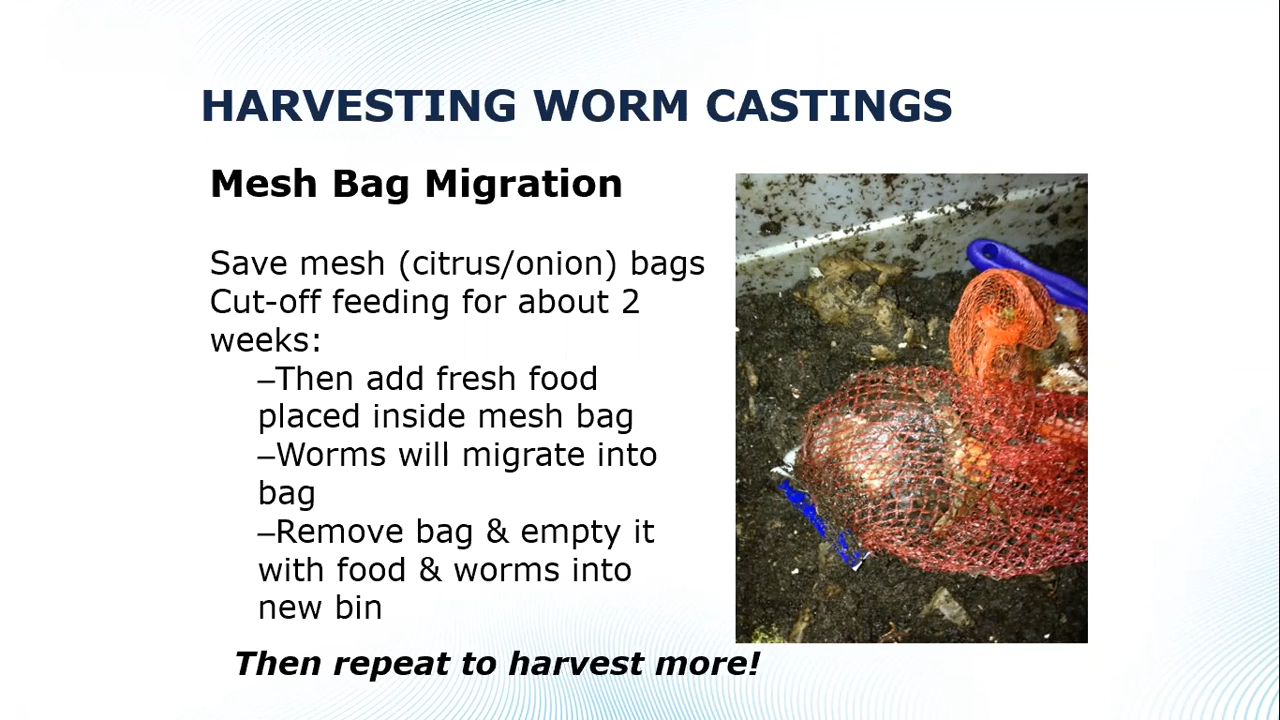 HARVESTING WORM CASTINGS
Mesh Bag Migration
Save mesh (citrus/onion) bags
Cut-off feeding for about 2
weeks:
–Then add fresh food
placed inside mesh bag
–Worms will migrate into
bag
–Remove bag & empty it
with food & worms into
new bin
Then repeat to harvest more!